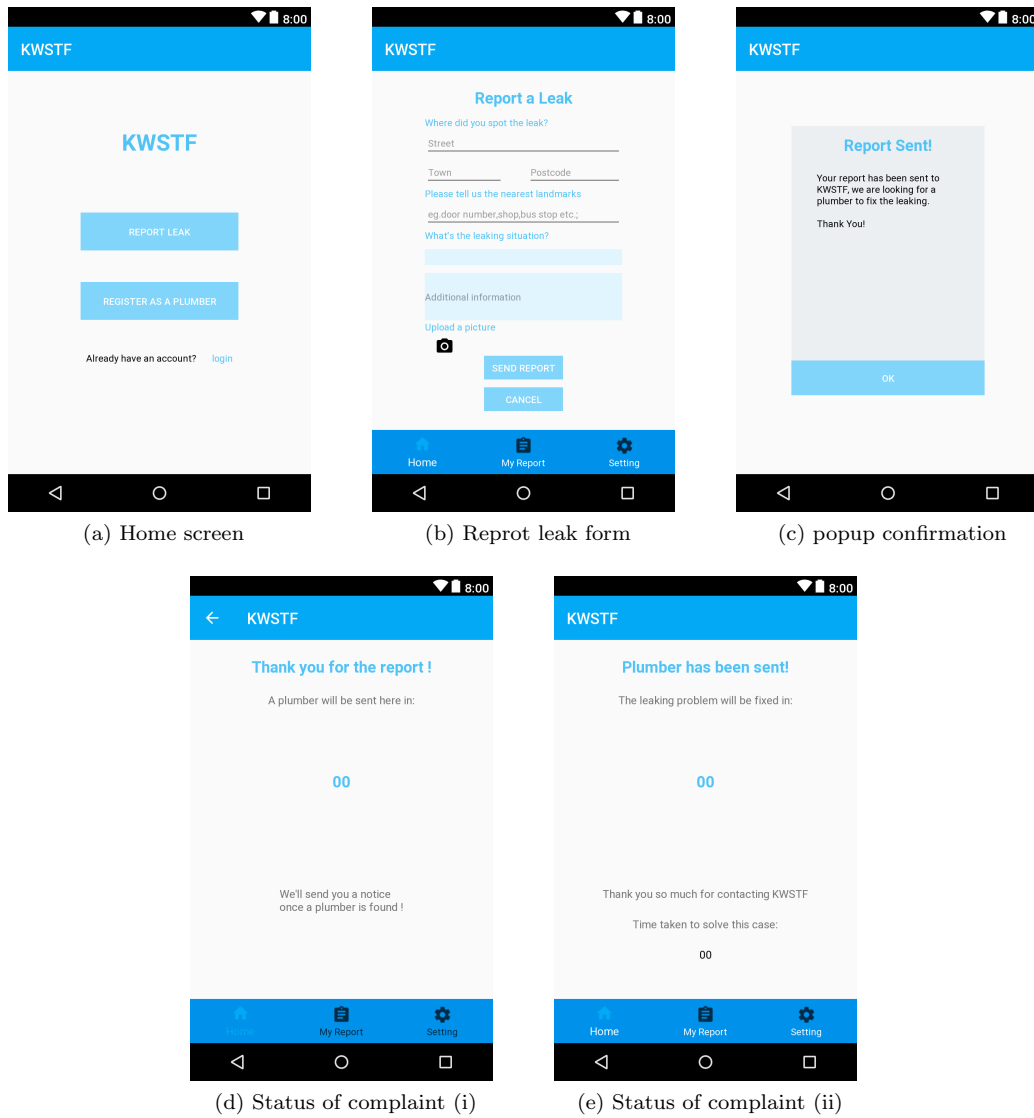 8:00
KWSTF
KWSTF
REPORT LEAK
REGISTER AS A PLUMBER
Already have an account? login
(a) Home screen
8:00
KWSTF
Report a Leak
Where did you spot the leak?
Street
Town Postcode
Please tell us the nearest landmarks
eg.door number,shop,bus stop etc.;
What's the leaking situation?
Additional information
Upload a picture
SEND REPORT
CANCEL
Home My Report Setting
(b) Reprot leak form
8:00
KWSTF
Report Sent!
Your report has been sent to
KWSTF, we are looking for a
plumber to fix the leaking.
Thank You!
OK
(c) popup confirmation
8:00
KWSTF
Thank you for the report !
A plumber will be sent here in:
00
We'll send you a notice
once a plumber is found !
Home My Report Setting
(d) Status of complaint (i)
8:00
KWSTF
Plumber has been sent!
The leaking problem will be fixed in:
00
Thank you so much for contacting KWSTF
Time taken to solve this case:
00
Home My Report Setting
(e) Status of complaint (ii)